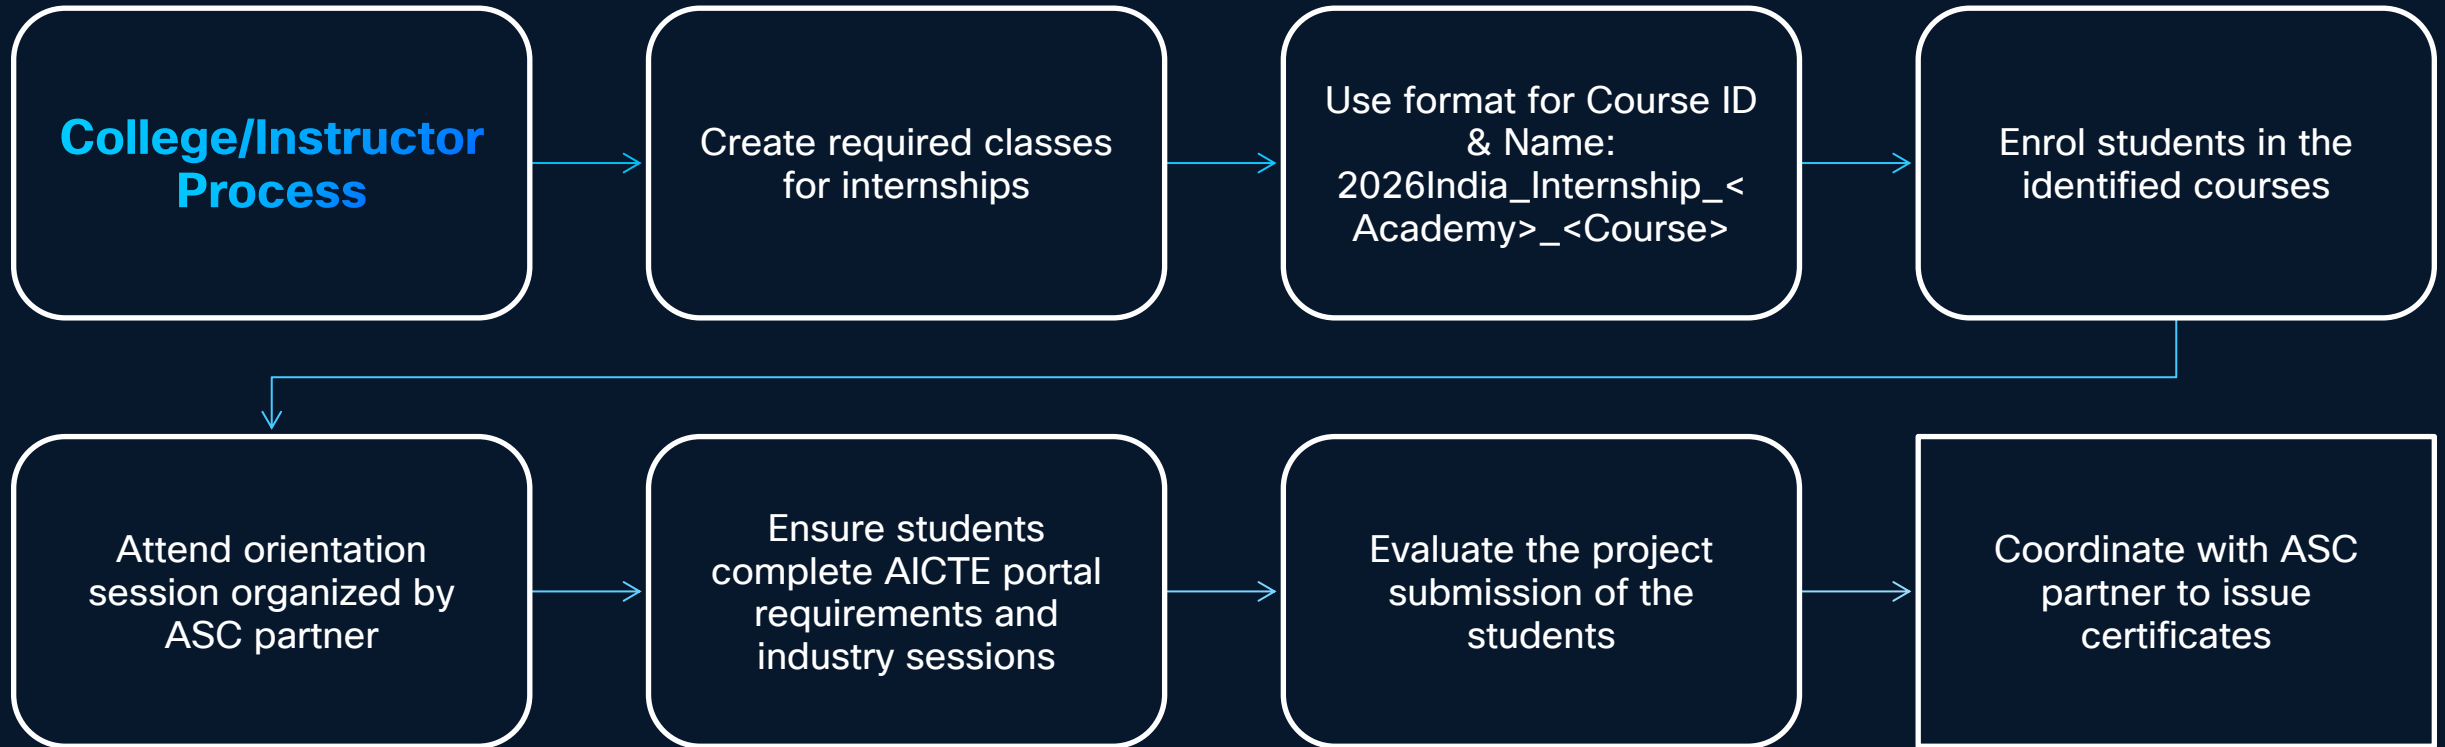 College/Instructor
Process
Create required classes
for internships
Use format for Course ID
& Name:
2026India_Internship_<
Academy>_<Course>
Enrol students in the
identified courses
Attend orientation
session organized by
ASC partner
Ensure students
complete AICTE portal
requirements and
industry sessions
Evaluate the project
submission of the
students
Coordinate with ASC
partner to issue
certificates